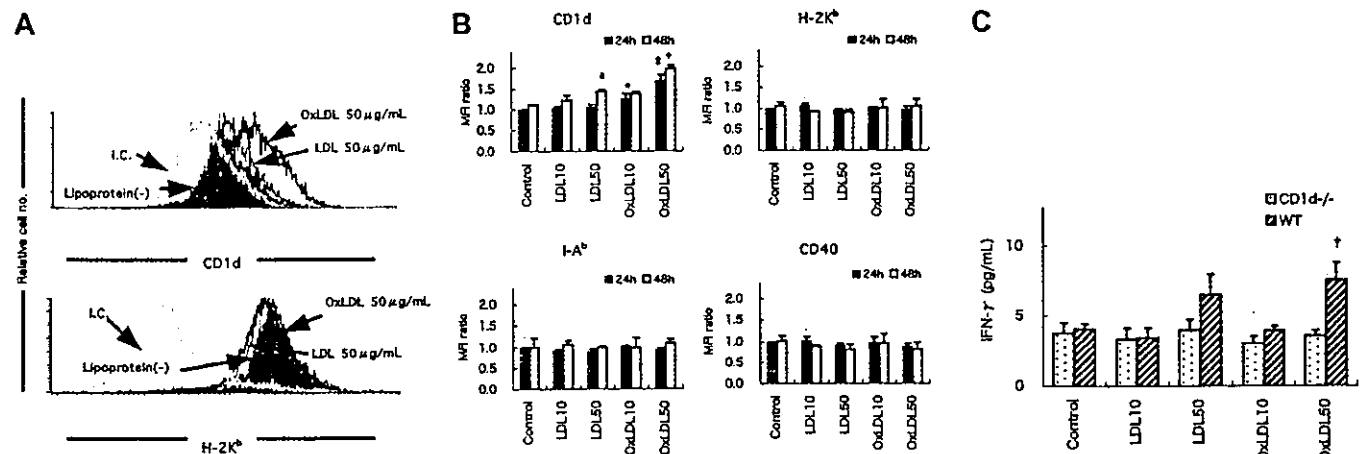 A
Relative cell no.
OxLDL 50 μg/mL
I.C.
LDL 50 μg/mL
Lipoprotein(-)
CD1d
OxLDL 50 μg/mL
I.C.
Lipoprotein(-)
LDL 50 μg/mL
H-2Kᵇ
B
CD1d
24h 48h
MFI ratio
2.0
1.5
1.0
0.5
0.0
* * ‡ †
Control LDL10 LDL50 OxLDL10 OxLDL50
H-2Kᵇ
24h 48h
MFI ratio
2.0
1.5
1.0
0.5
0.0
Control LDL10 LDL50 OxLDL10 OxLDL50
I-Aᵇ
24h 48h
MFI ratio
2.0
1.5
1.0
0.5
0.0
Control LDL10 LDL50 OxLDL10 OxLDL50
CD40
24h 48h
MFI ratio
2.0
1.5
1.0
0.5
0.0
Control LDL10 LDL50 OxLDL10 OxLDL50
C
CD1d-/-
WT
IFN-γ (pg/mL)
10
5
0
†
Control LDL10 LDL50 OxLDL10 OxLDL50